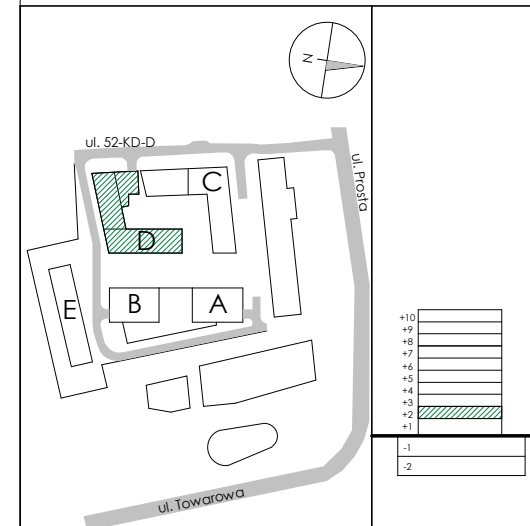 N
ul. 52-KD-D
ul. Prosta
C
D
E
B
A
ul. Towarowa
+10
+9
+8
+7
+6
+5
+4
+3
+2
+1
-1
-2